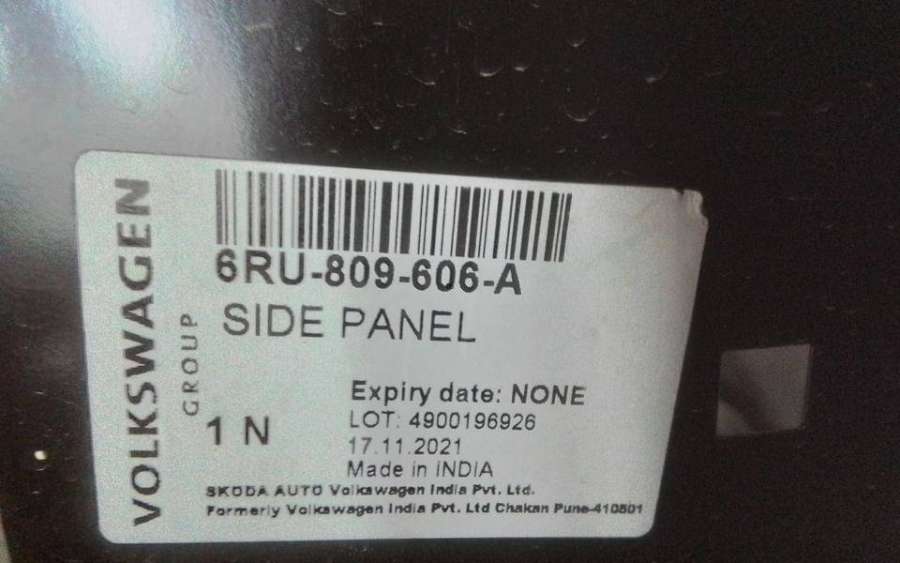 VOLKSWAGEN
GROUP
6RU-809-606-A
SIDE PANEL
Expiry date: NONE
1 N
LOT: 4900196926
17.11.2021
Made in INDIA
SKODA AUTO Volkswagen India Pvt. Ltd.
Formerly Volkswagen India Pvt. Ltd Chakan Pune-410501